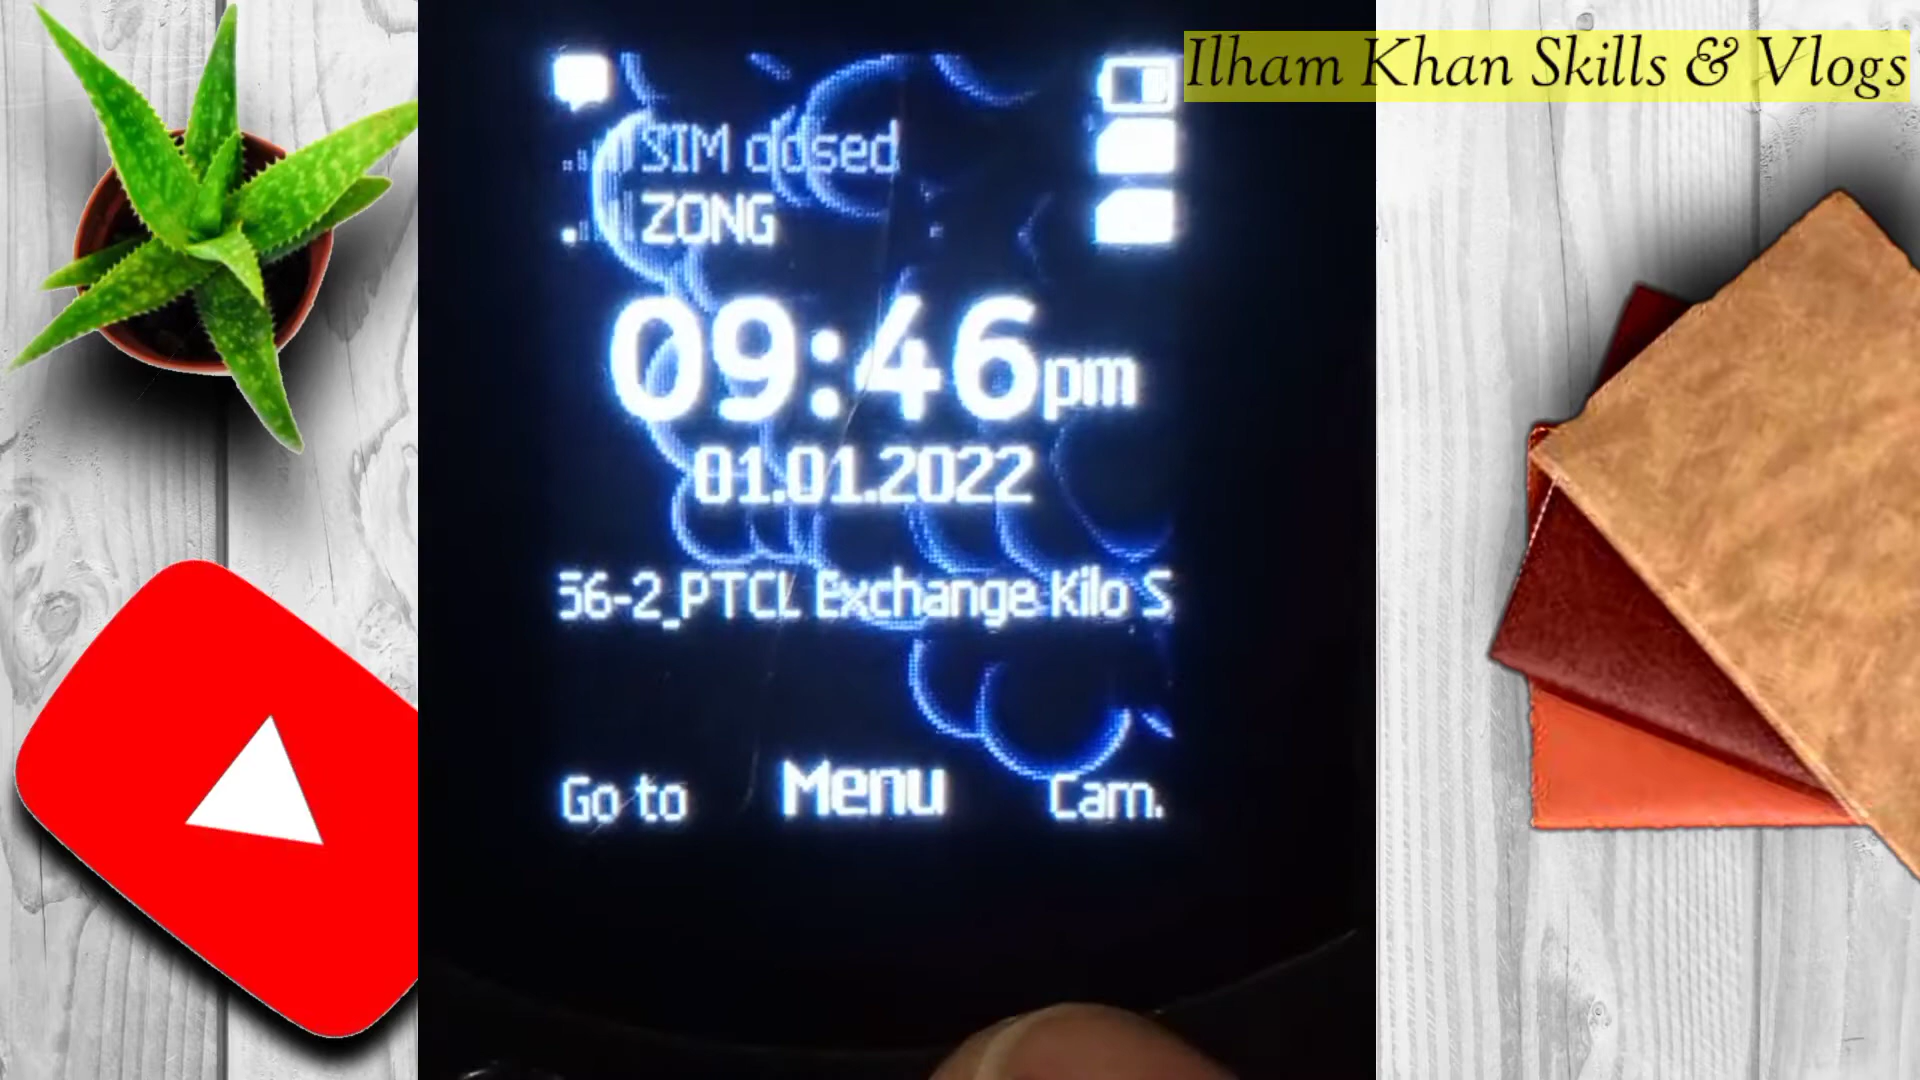 Ilham Khan Skills & Vlogs
SIM closed
ZONG
09:46pm
01.01.2022
56-2_PTCL Exchange Kilo S
Go to Menu Cam.